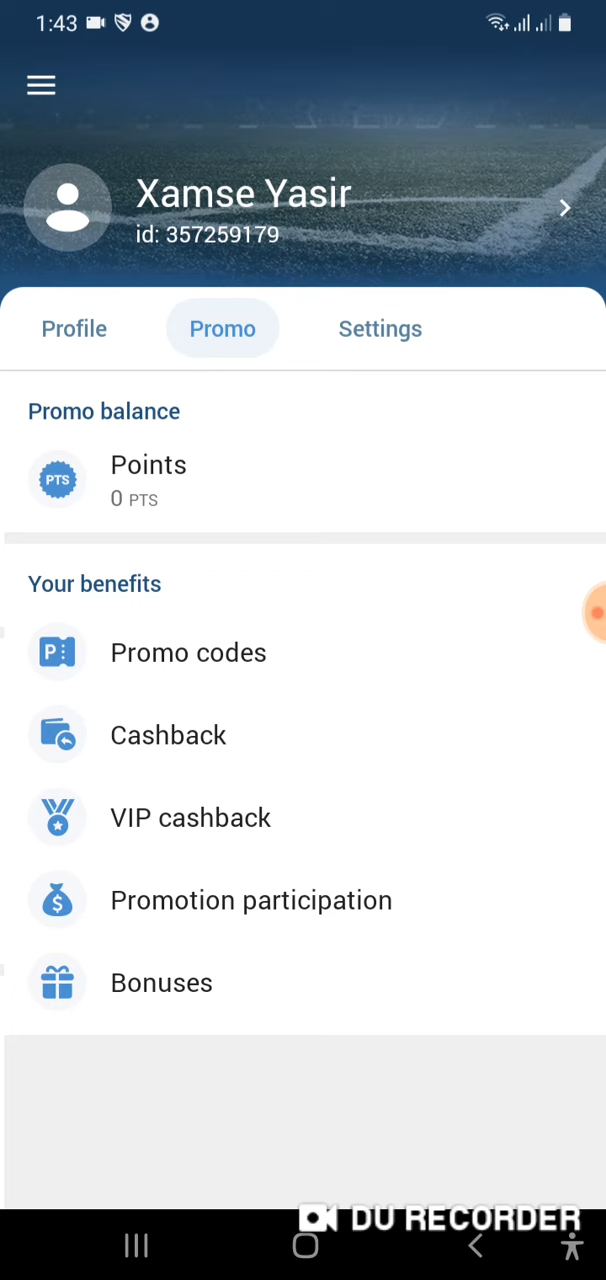 1:43
Xamse Yasir
id: 357259179
Profile
Promo
Settings
Promo balance
PTS
Points
0 PTS
Your benefits
P
Promo codes
Cashback
VIP cashback
$
Promotion participation
Bonuses
DU RECORDER